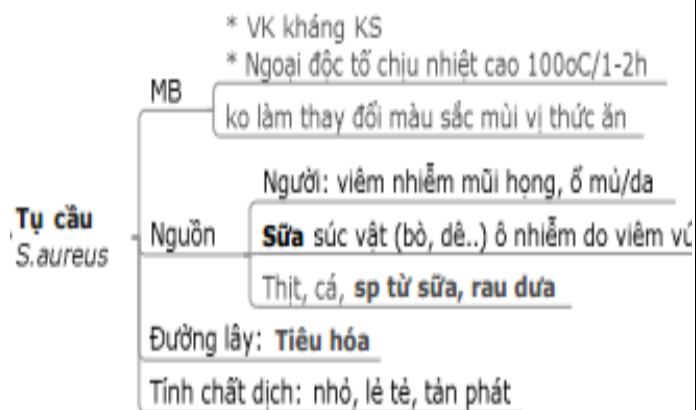 * VK kháng KS
* Ngoại độc tố chịu nhiệt cao 100oC/1-2h
MB
ko làm thay đổi màu sắc mùi vị thức ăn
Người: viêm nhiễm mũi họng, ổ mủ/da
Tụ cầu
S.aureus
Nguồn
Sữa súc vật (bò, dê..) ô nhiễm do viêm vú
Thịt, cá, sp từ sữa, rau dưa
Đường lây: Tiêu hóa
Tính chất dịch: nhỏ, lẻ tẻ, tản phát